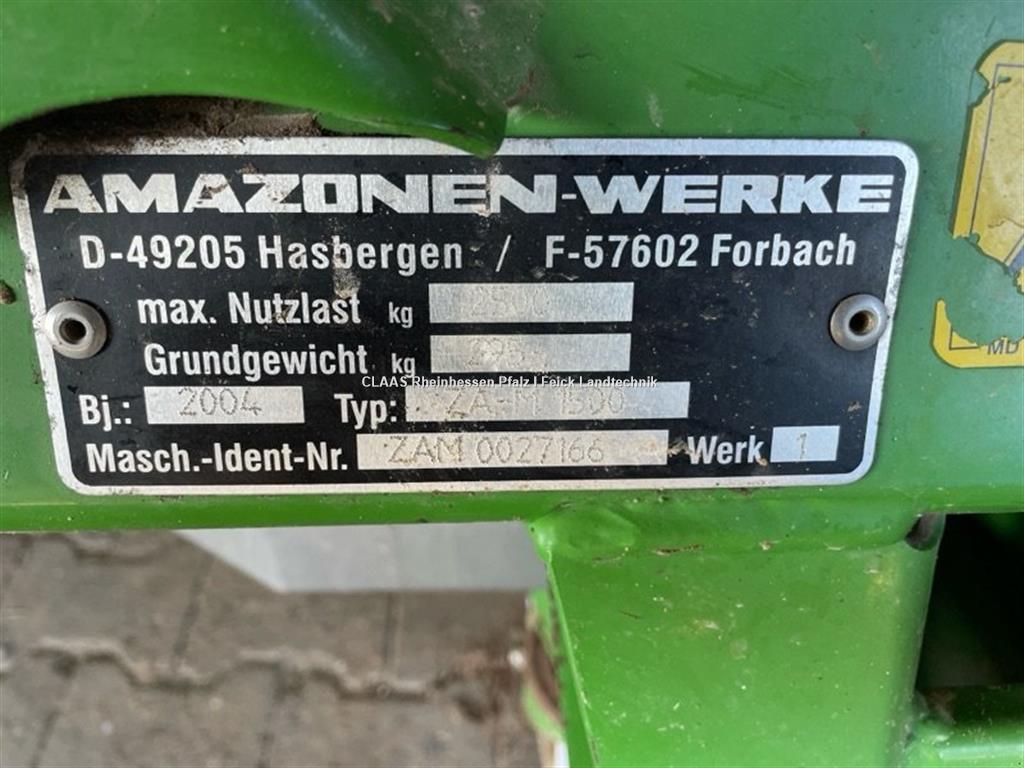 AMAZONEN-WERKE
D-49205 Hasbergen / F-57602 Forbach
max. Nutzlast kg 2500
Grundgewicht kg
CLAAS Rheinhessen Pfalz | Feick Landtechnik
Bj.: 2004 Typ: ZA-M 1500
Masch.-Ident-Nr. ZAM 0027166 Werk 1
MD